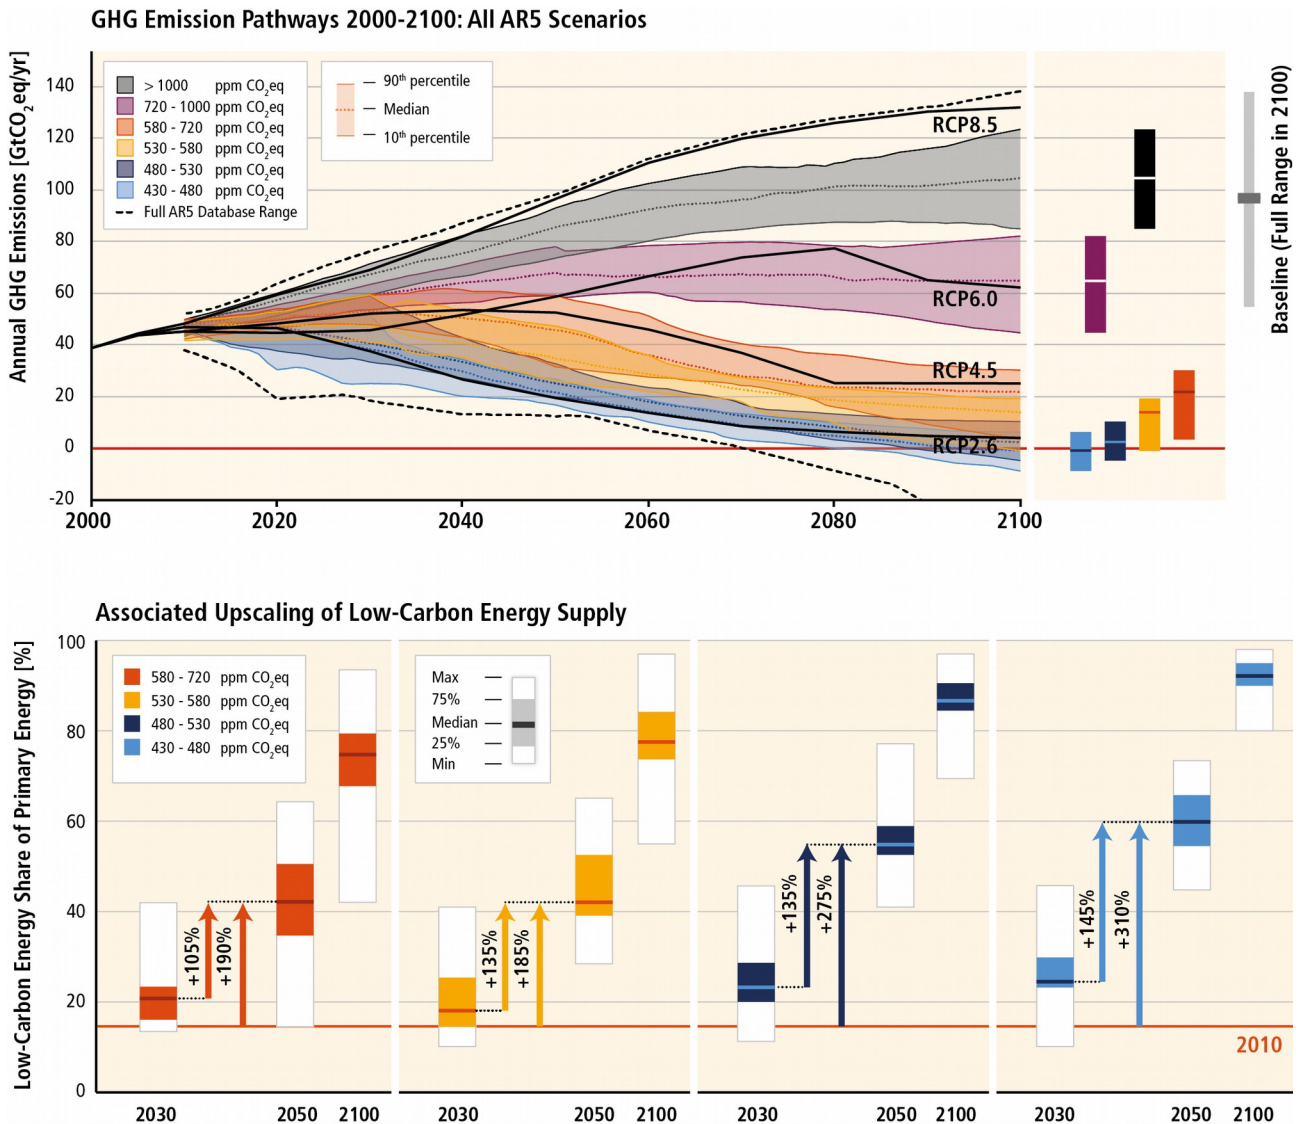 GHG Emission Pathways 2000-2100: All AR5 Scenarios
Annual GHG Emissions [GtCO2eq/yr]
140
120
100
80
60
40
20
0
-20
> 1000 ppm CO2eq
720 - 1000 ppm CO2eq
580 - 720 ppm CO2eq
530 - 580 ppm CO2eq
480 - 530 ppm CO2eq
430 - 480 ppm CO2eq
Full AR5 Database Range
90th percentile
Median
10th percentile
RCP8.5
RCP6.0
RCP4.5
RCP2.6
Baseline (Full Range in 2100)
2000 2020 2040 2060 2080 2100
Associated Upscaling of Low-Carbon Energy Supply
Low-Carbon Energy Share of Primary Energy [%]
100
80
60
40
20
0
580 - 720 ppm CO2eq
530 - 580 ppm CO2eq
480 - 530 ppm CO2eq
430 - 480 ppm CO2eq
Max
75%
Median
25%
Min
+105%
+190%
+135%
+185%
+135%
+275%
+145%
+310%
2010
2030 2050 2100 2030 2050 2100 2030 2050 2100 2030 2050 2100